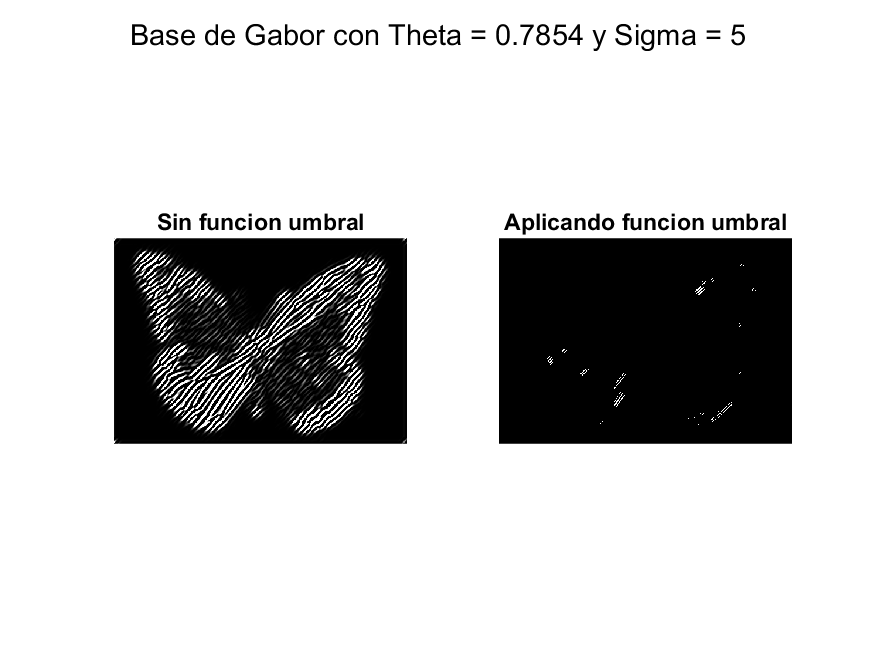 Base de Gabor con Theta = 0.7854 y Sigma = 5
Sin funcion umbral
Aplicando funcion umbral